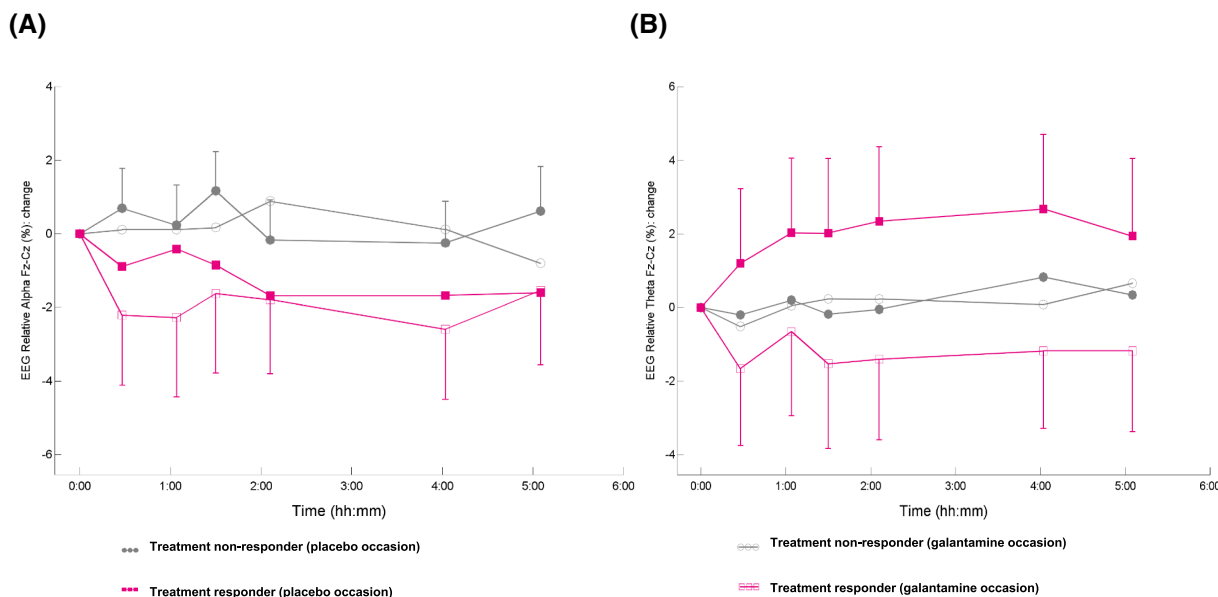 (A)
(B)
EEG Relative Alpha Fz-Cz (%): change
4
2
0
-2
-4
-6
0:00 1:00 2:00 3:00 4:00 5:00 6:00
Time (hh:mm)
EEG Relative Theta Fz-Cz (%): change
6
4
2
0
-2
-4
0:00 1:00 2:00 3:00 4:00 5:00 6:00
Time (hh:mm)
Treatment non-responder (placebo occasion)
Treatment responder (placebo occasion)
Treatment non-responder (galantamine occasion)
Treatment responder (galantamine occasion)